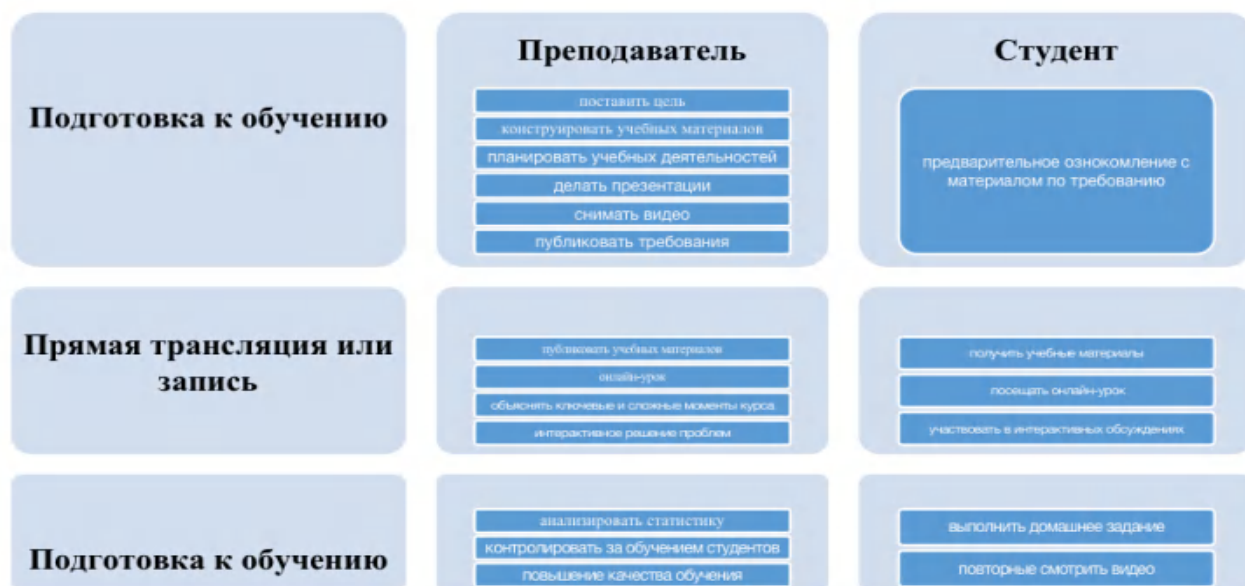 Подготовка к обучению
Преподаватель
поставить цель
конструировать учебных материалов
планировать учебных деятельностей
делать презентации
снимать видео
публиковать требования
Студент
предварительное ознокомление с
материалом по требованию
Прямая трансляция или
запись
публиковать учебных материалов
онлайн-урок
объяснять ключевые и сложные моменты курса
интерактивное решение проблем
получить учебные материалы
посещать онлайн-урок
участвовать в интерактивных обсуждениях
Подготовка к обучению
анализировать статистику
контролировать за обучением студентов
повышение качества обучения
выполнить домашнее задание
повторные смотрить видео